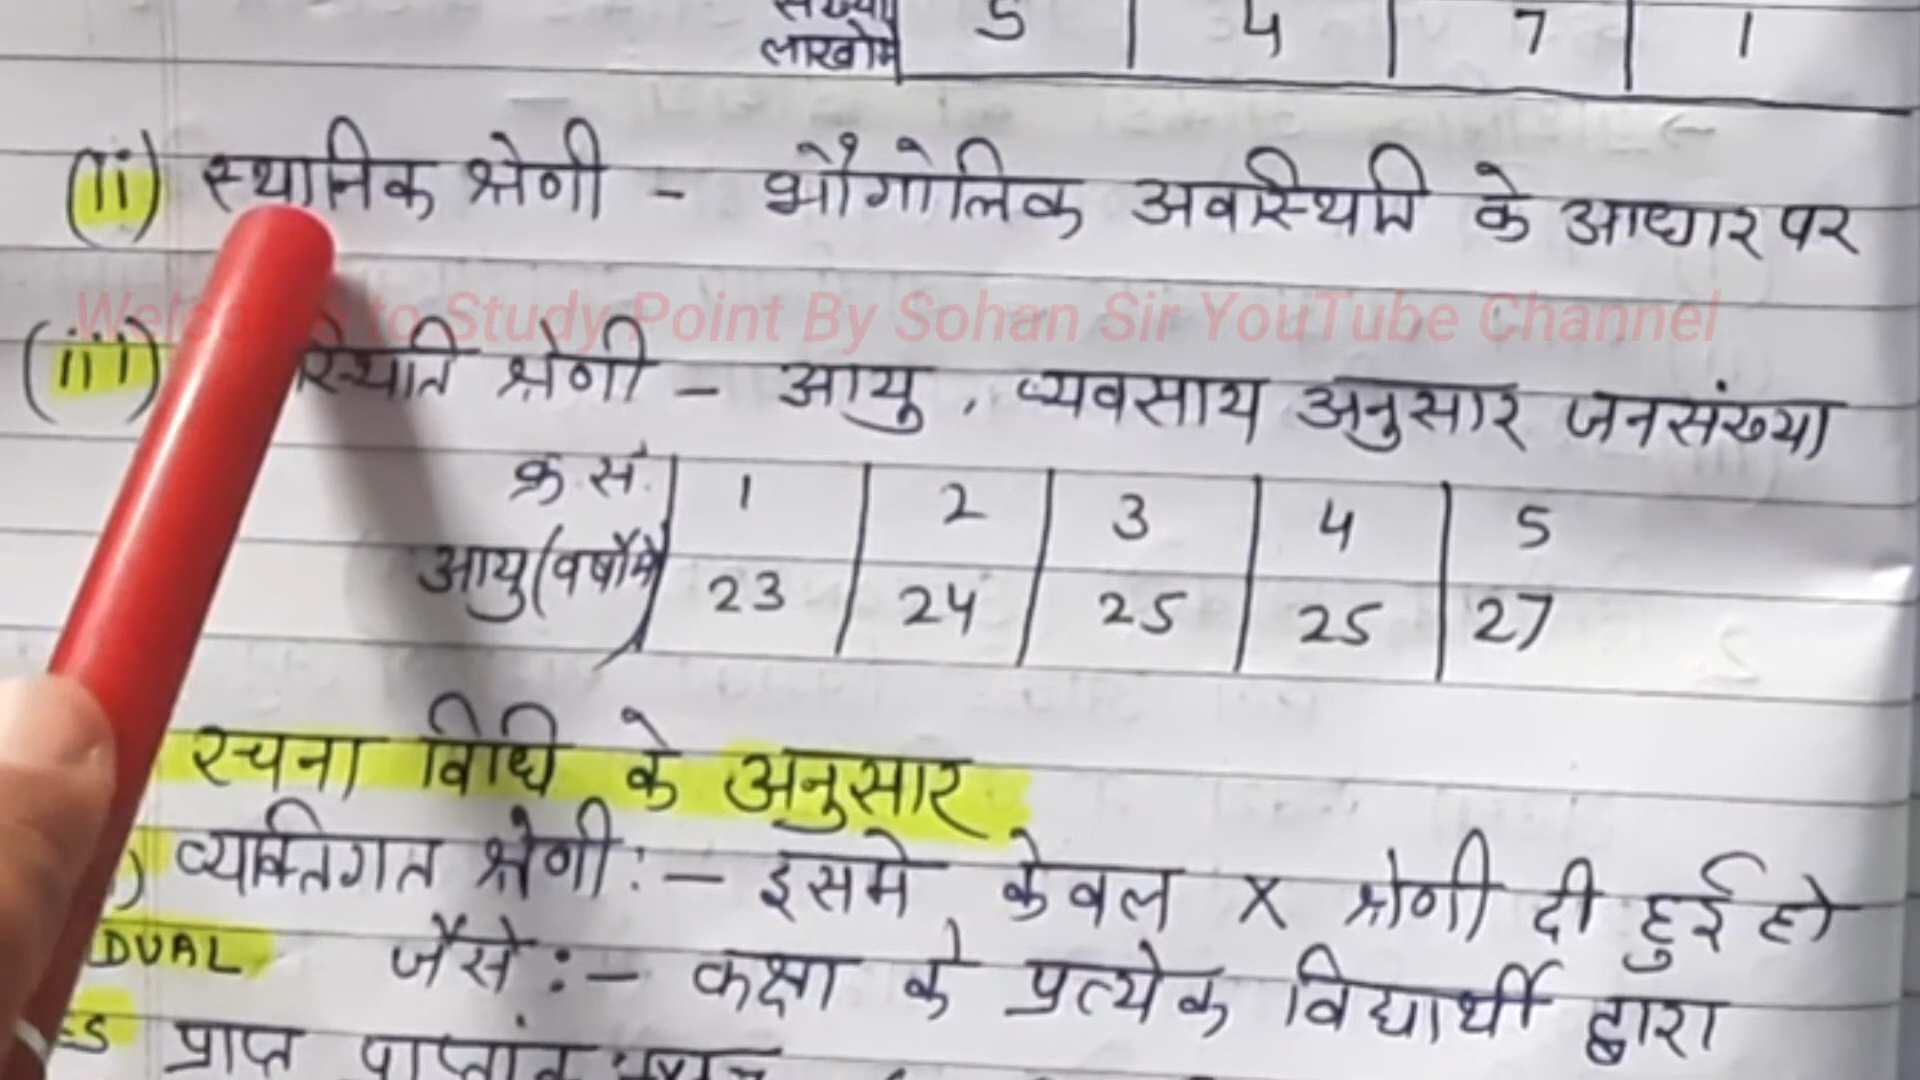 संख्या 5 4 7 1
लाखोमे
(ii) स्थानिक श्रेणी - भौगोलिक अवस्थिति के आधार पर
Welcome to Study Point By Sohan Sir YouTube Channel
(iii) स्थिति श्रेणी - आयु, व्यवसाय अनुसार जनसंख्या
क्र.सं. 1 2 3 4 5
आयु (वर्षोमे) 23 24 25 25 27
रचना विधि के अनुसार
) व्यक्तिगत श्रेणी :- इसमे केवल X श्रेणी दी हुई हो
DUAL जैसे :- कक्षा के प्रत्येक विद्यार्थी द्वारा
ES प्राप्त